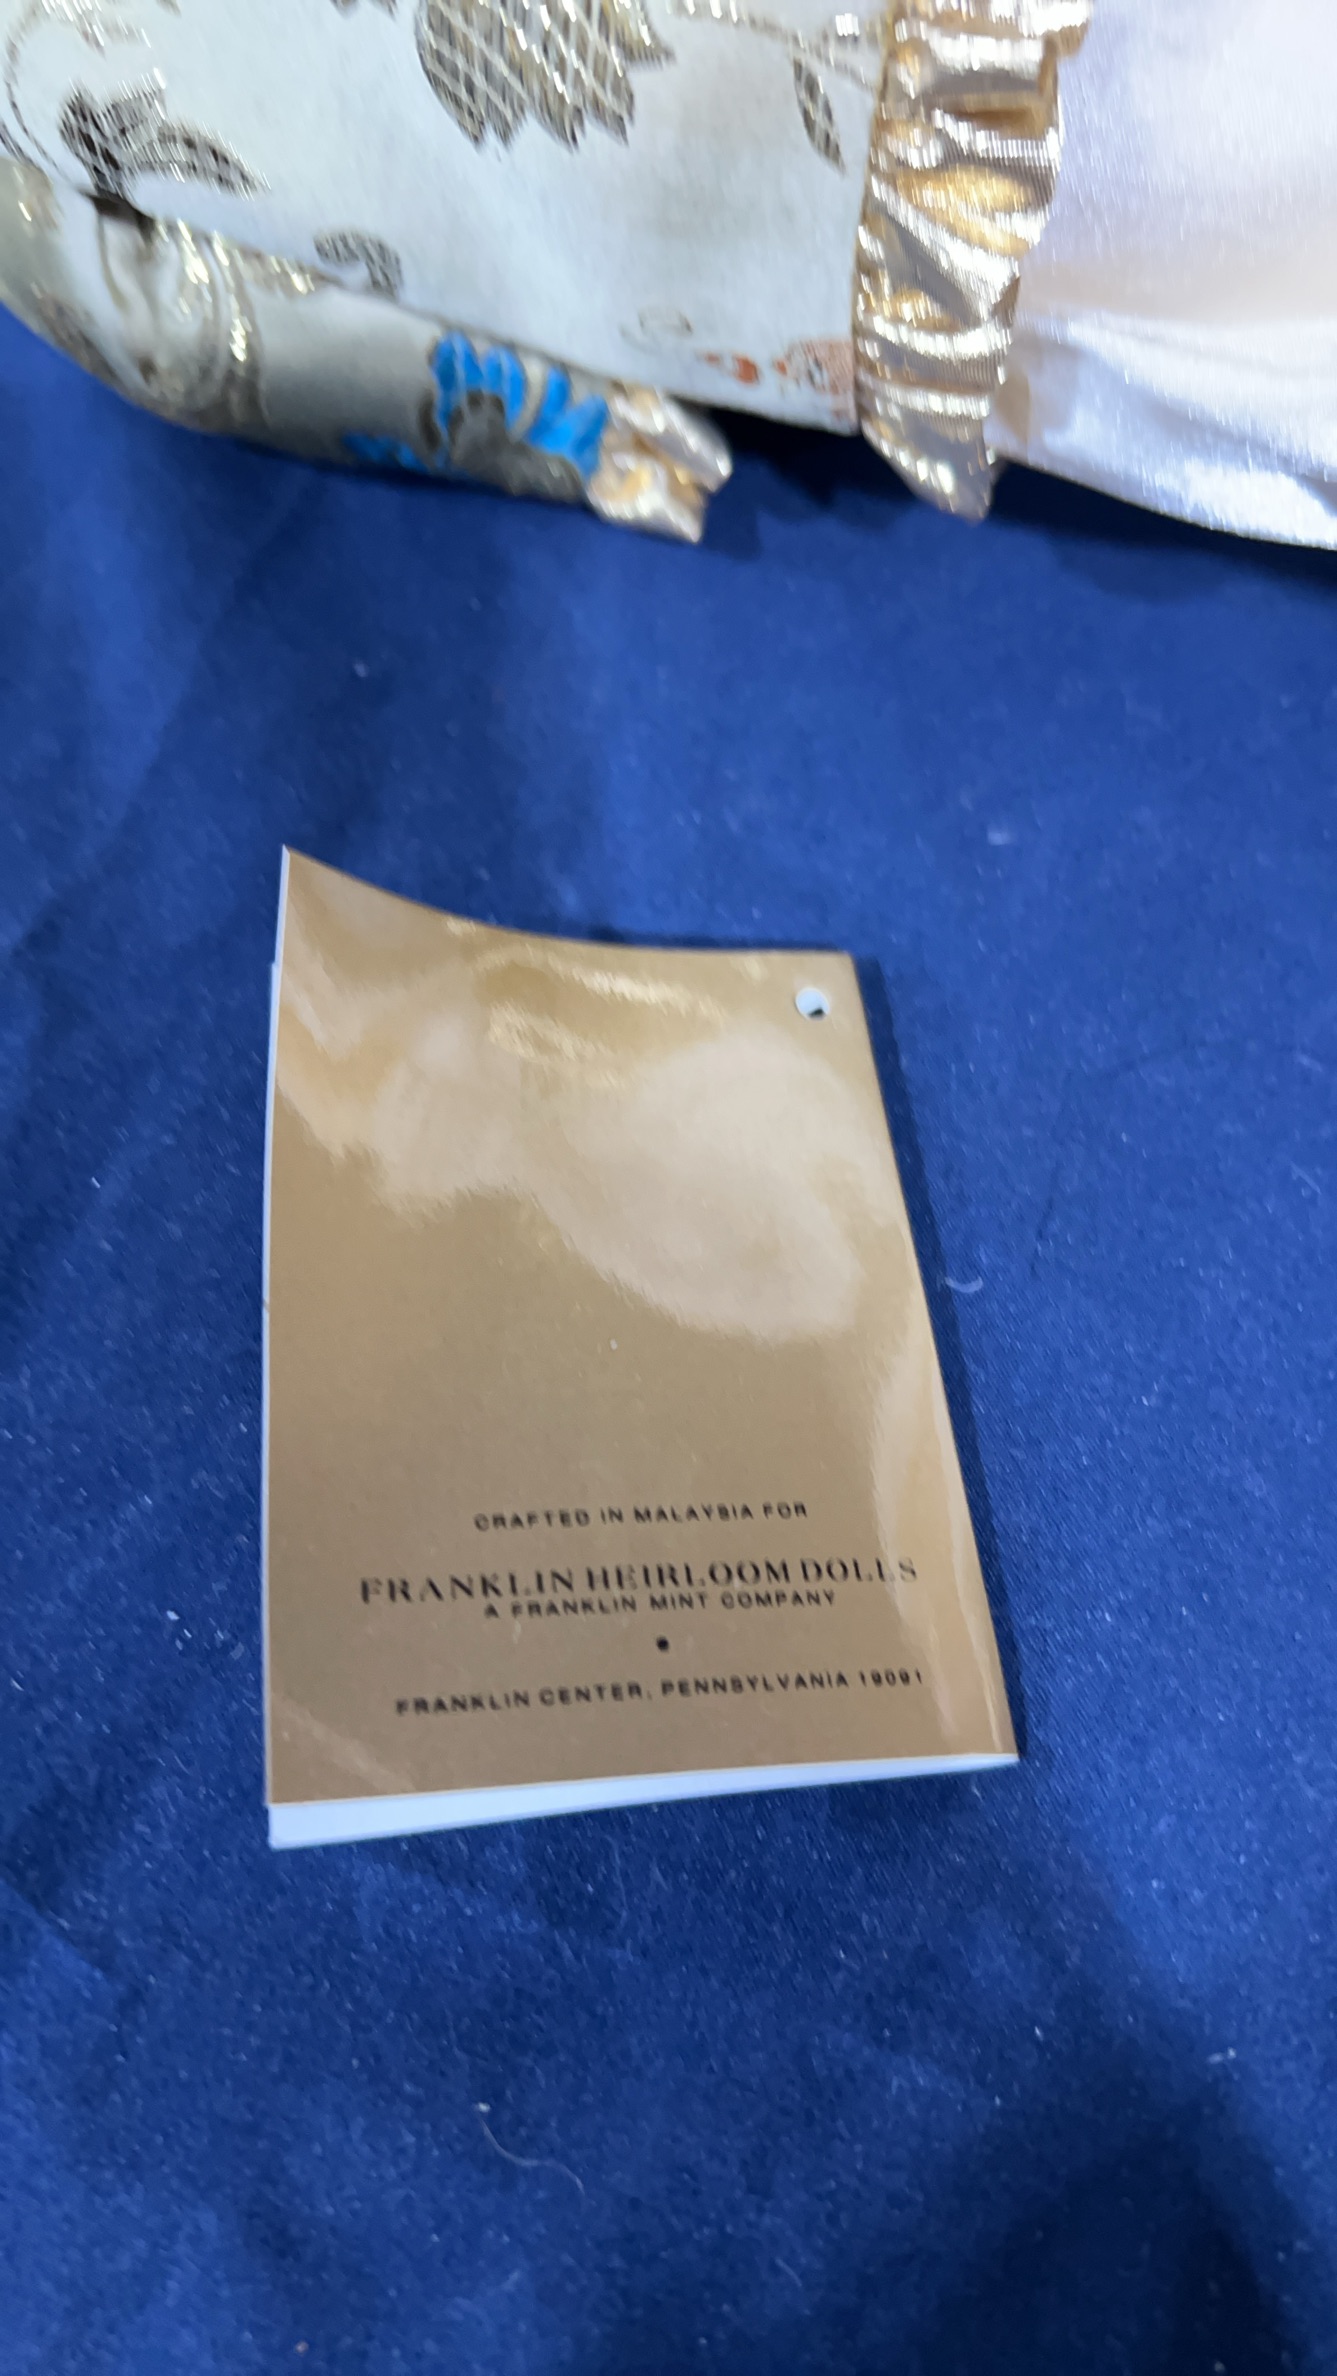 CRAFTED IN MALAYSIA FOR
FRANKLIN HEIRLOOM DOLLS
A FRANKLIN MINT COMPANY
FRANKLIN CENTER, PENNSYLVANIA 19091